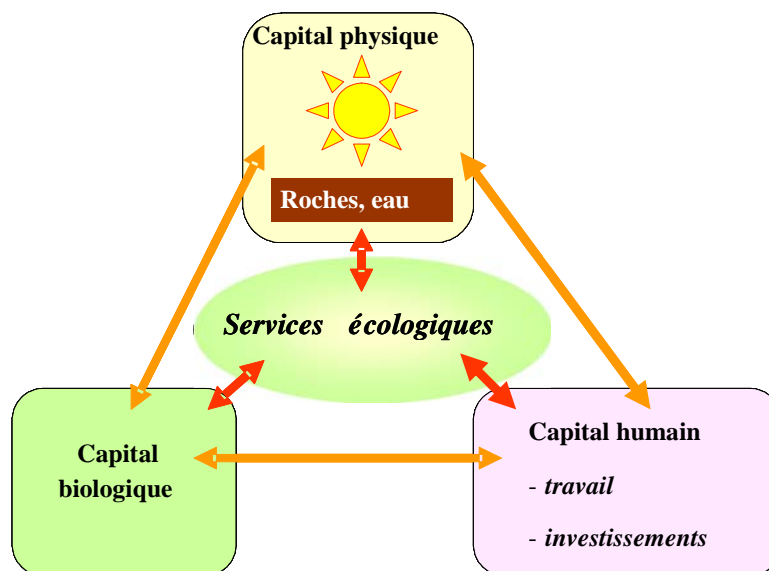 Capital physique
Roches, eau
Services écologiques
Capital
biologique
Capital humain
- travail
- investissements